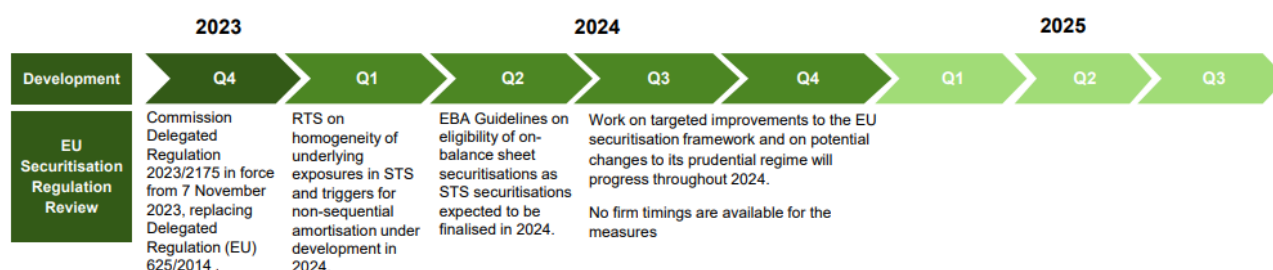 2023
2024
2025
Development
Q4
Q1
Q2
Q3
Q4
Q1
Q2
Q3
EU
Securitisation
Regulation
Review
Commission
Delegated
Regulation
2023/2175 in force
from 7 November
2023, replacing
Delegated
Regulation (EU)
625/2014 .
RTS on
homogeneity of
underlying
exposures in STS
and triggers for
non-sequential
amortisation under
development in
2024
EBA Guidelines on
eligibility of on-
balance sheet
securitisations as
STS securitisations
expected to be
finalised in 2024.
Work on targeted improvements to the EU
securitisation framework and on potential
changes to its prudential regime will
progress throughout 2024.
No firm timings are available for the
measures